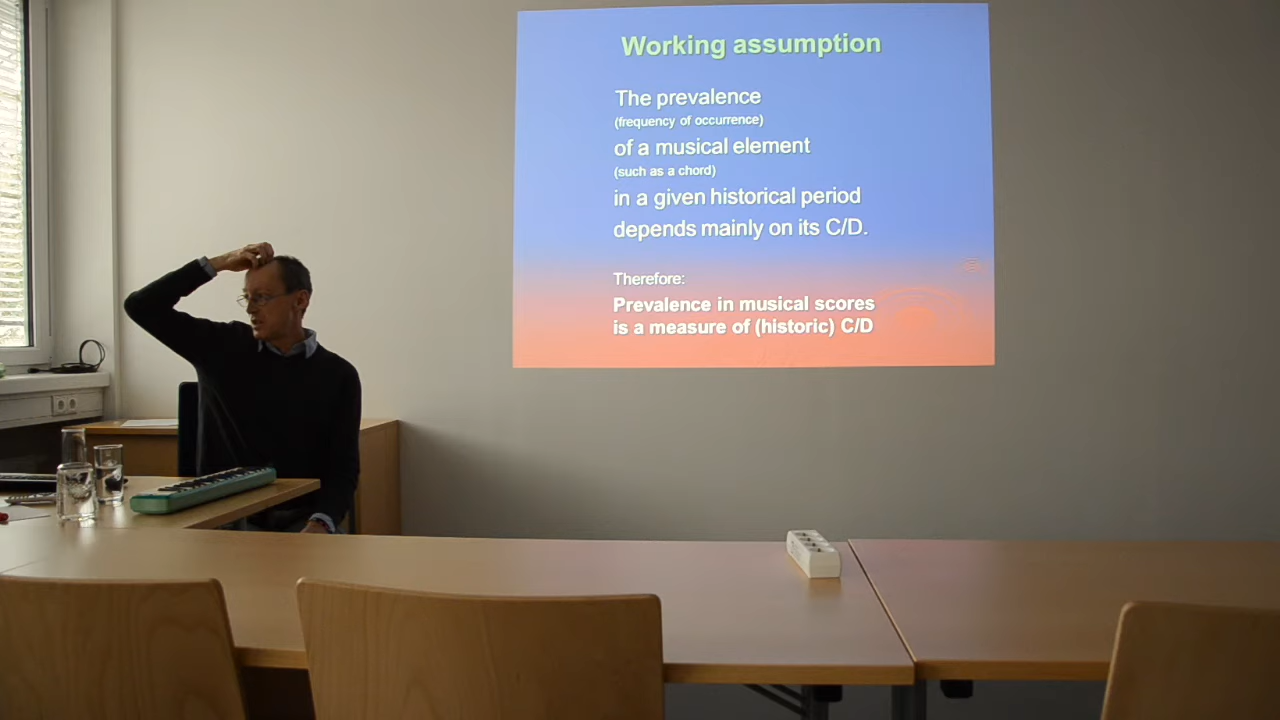 Working assumption
The prevalence
(frequency of occurrence)
of a musical element
(such as a chord)
in a given historical period
depends mainly on its C/D.
Therefore:
Prevalence in musical scores
is a measure of (historic) C/D